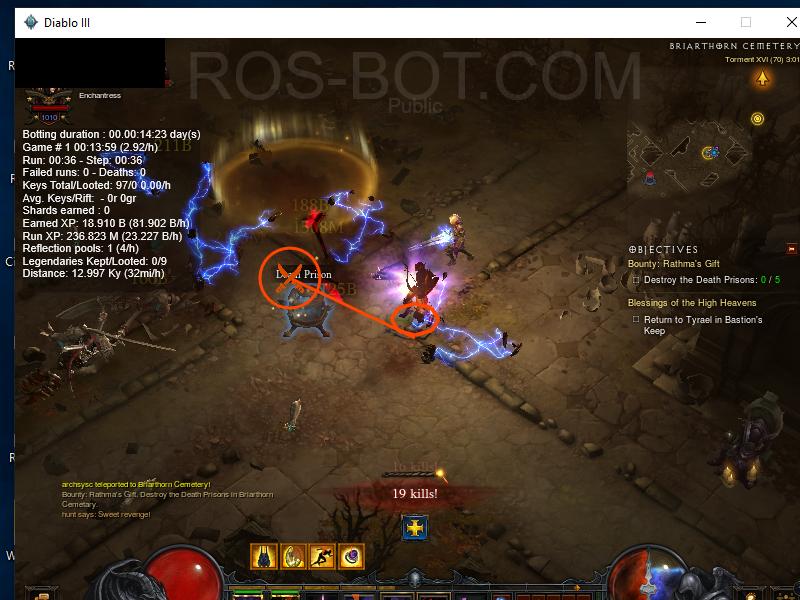 Diablo III
BRIARTHORN CEMETERY
Torment XVI (70) 3:01
ROS-BOT.COM
Public
Enchantress
1010
Botting duration : 00.00:14:23 day(s)
Game # 1 00:13:59 (2.92/h)
211B
Run: 00:36 - Step: 00:36
Failed runs: 0 - Deaths: 0
Keys Total/Looted: 97/0 0.00/h
Avg. Keys/Rift: - 0r 0gr
Shards earned : 0
188B
Earned XP: 18.910 B (81.902 B/h)
Run XP: 236.823 M (23.227 B/h)
Reflection pools: 1 (4/h)
Legendaries Kept/Looted: 0/9
Distance: 12.997 Ky (32mi/h)
Death Prison
OBJECTIVES
Bounty: Rathma's Gift
Destroy the Death Prisons: 0 / 5
Blessings of the High Heavens
Return to Tyrael in Bastion's
Keep
16 kills
19 kills!
archsysc teleported to Briarthorn Cemetery!
Bounty: Rathma's Gift. Destroy the Death Prisons in Briarthorn
Cemetary.
hunt says: Sweet revenge!